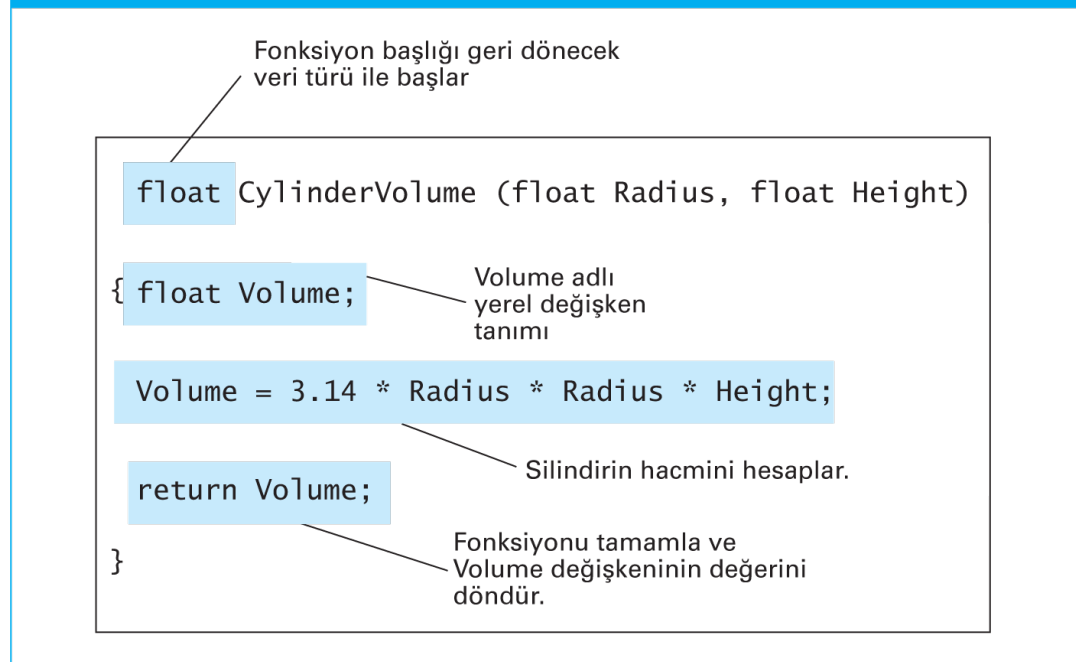 Fonksiyon başlığı geri dönecek
veri türü ile başlar
float CylinderVolume (float Radius, float Height)
{ float Volume;
Volume adlı
yerel değişken
tanımı
Volume = 3.14 * Radius * Radius * Height;
Silindirin hacmini hesaplar.
return Volume;
Fonksiyonu tamamla ve
Volume değişkeninin değerini
döndür.
}